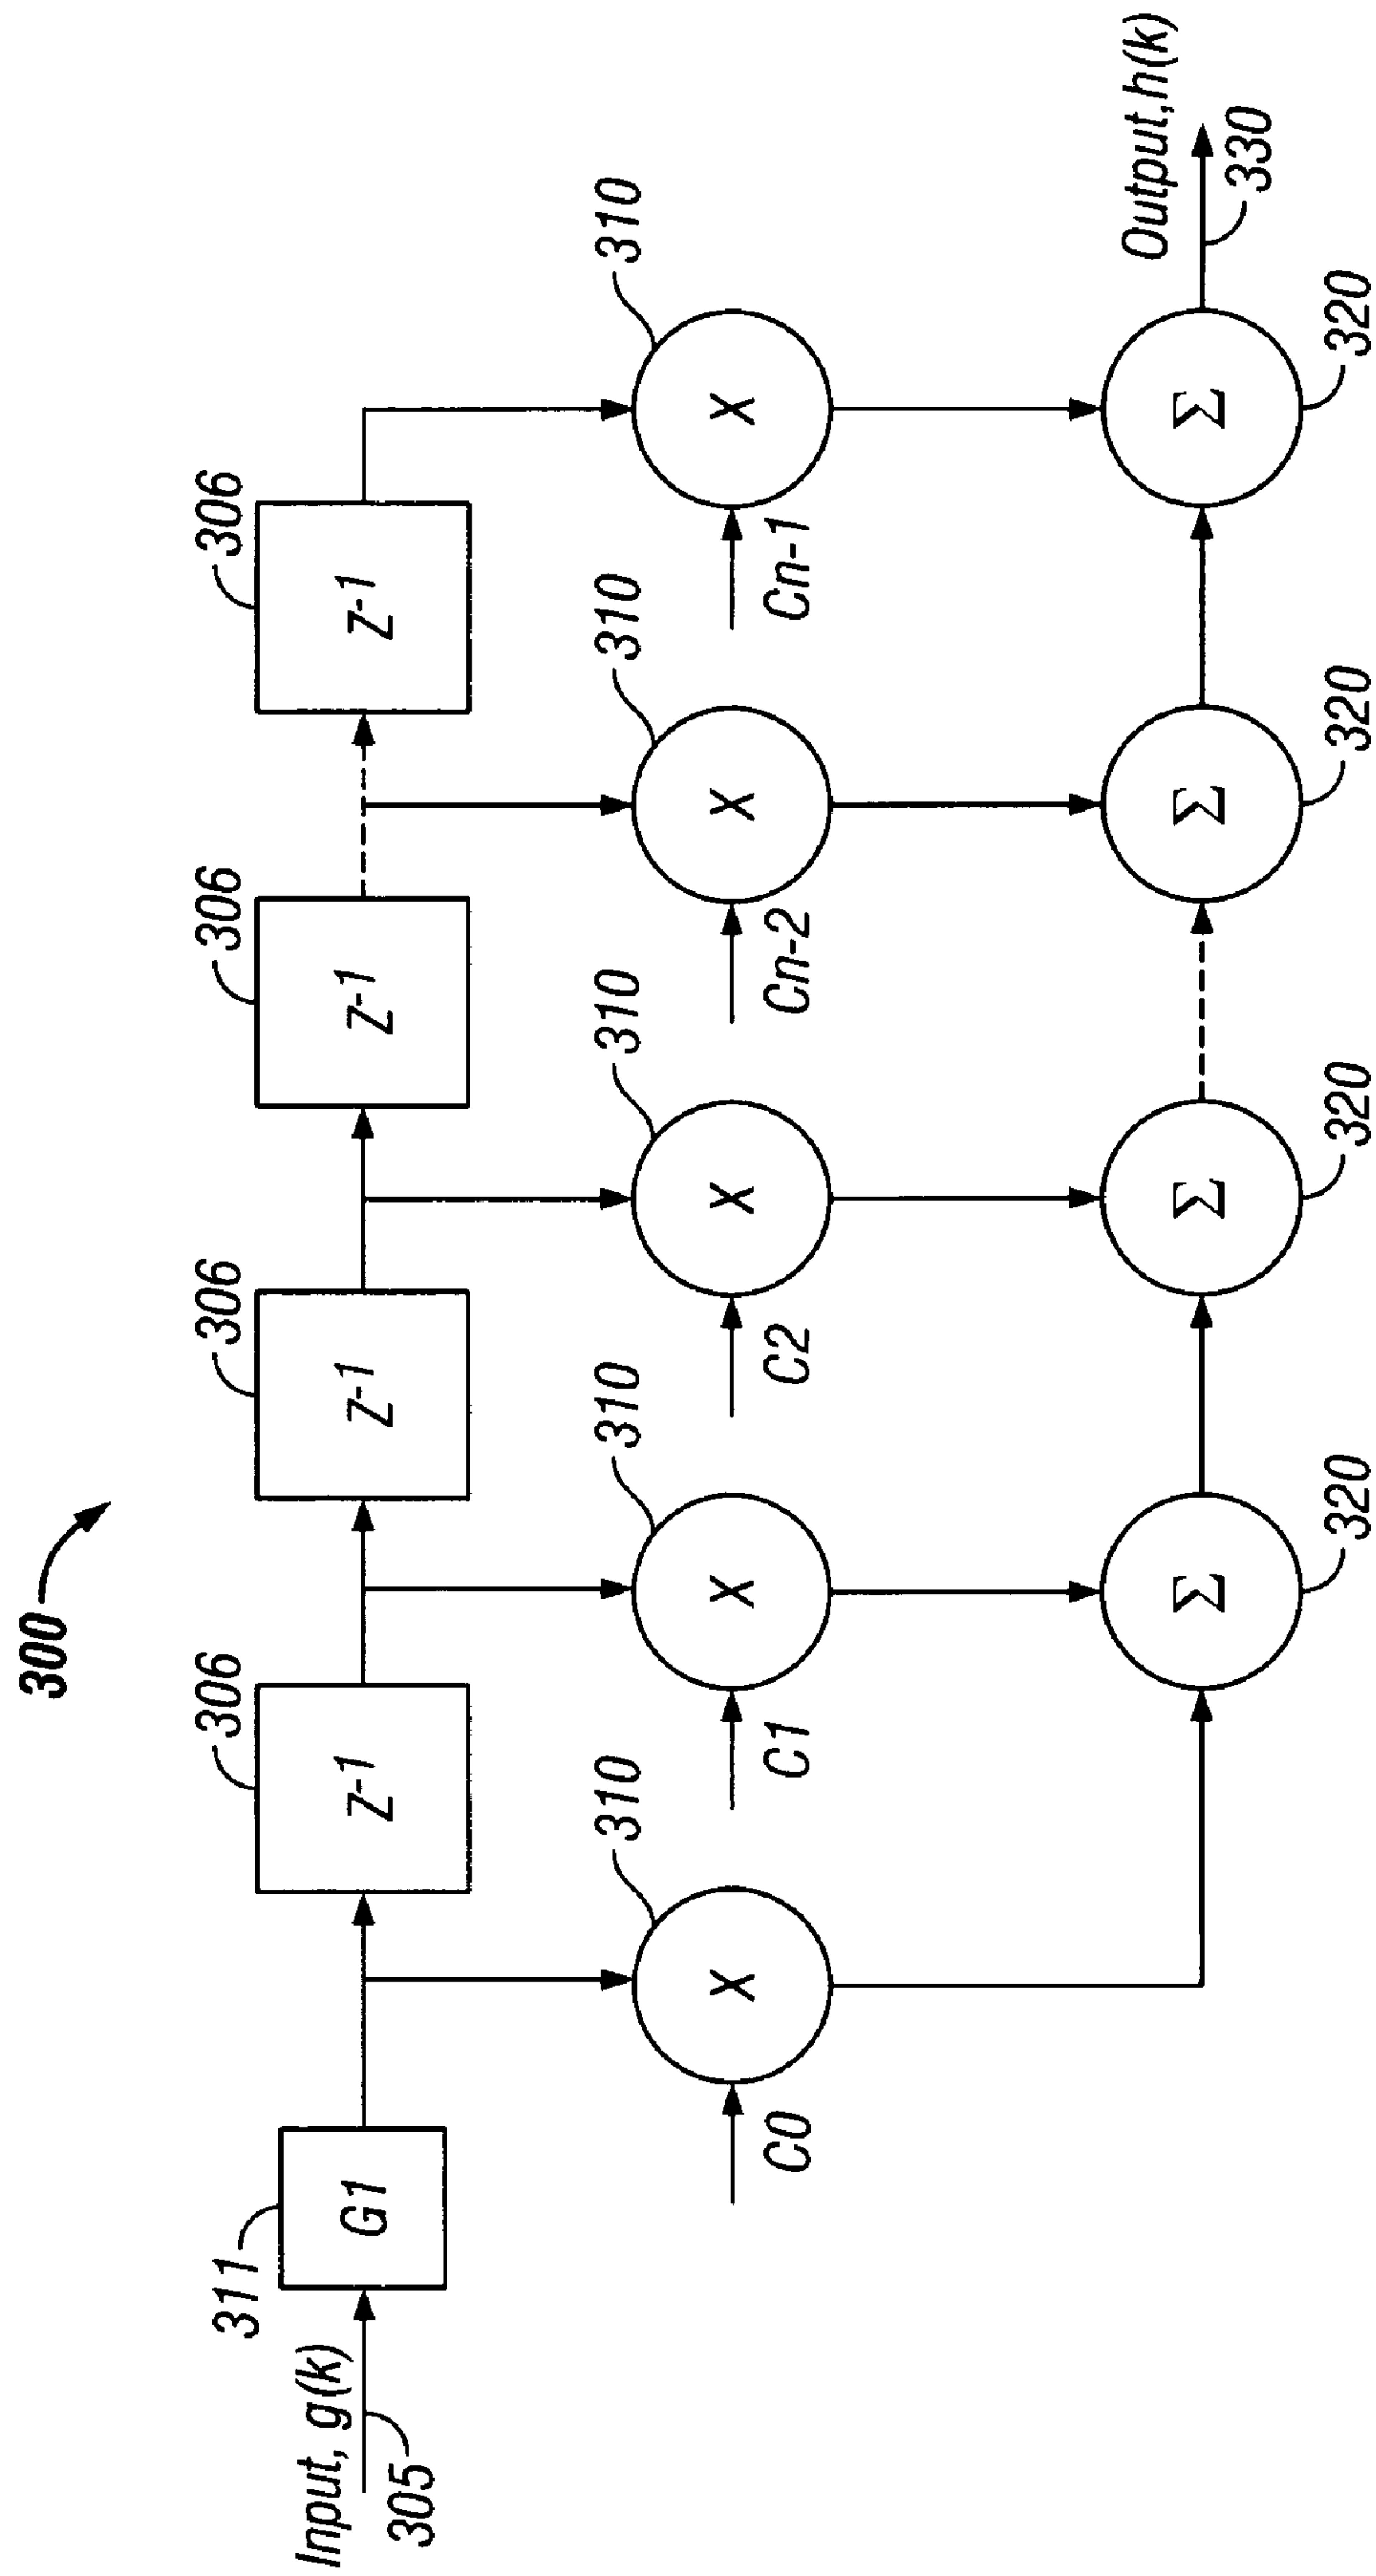 300
Input, g(k)
305
311
G1
306
Z-1
306
Z-1
306
Z-1
306
Z-1
310
X
C0
310
X
C1
310
X
C2
310
X
Cn-2
310
X
Cn-1
Σ
320
Σ
320
Σ
320
Σ
320
Output, h(k)
330